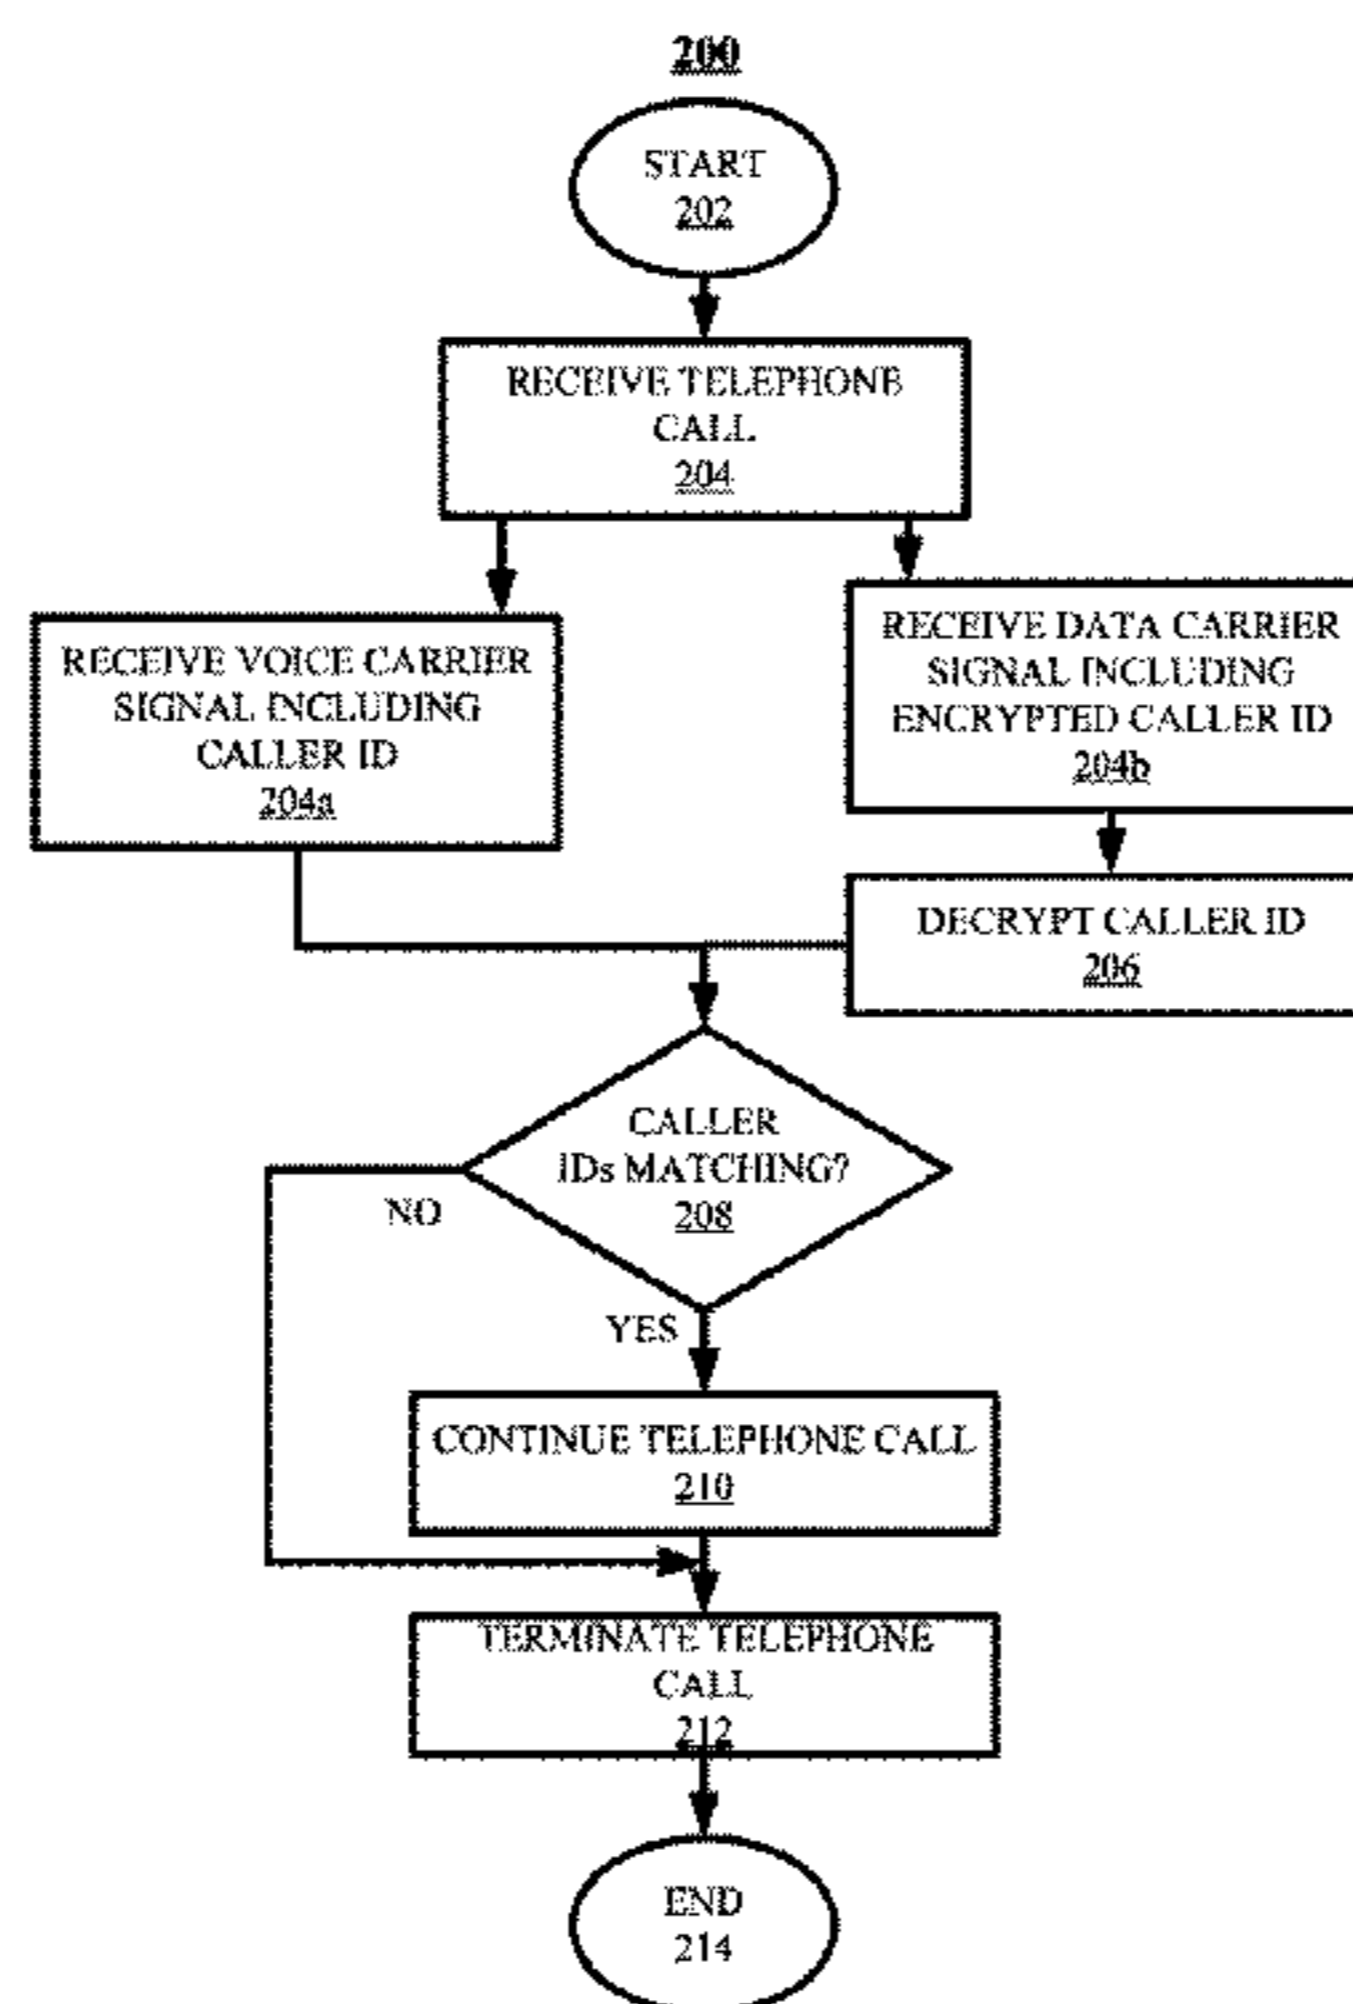 200
START
202
RECEIVE TELEPHONE
CALL
204
RECEIVE VOICE CARRIER
SIGNAL INCLUDING
CALLER ID
204a
RECEIVE DATA CARRIER
SIGNAL INCLUDING
ENCRYPTED CALLER ID
204b
DECRYPT CALLER ID
206
CALLER
IDs MATCHING?
208
NO
YES
CONTINUE TELEPHONE CALL
210
TERMINATE TELEPHONE
CALL
212
END
214